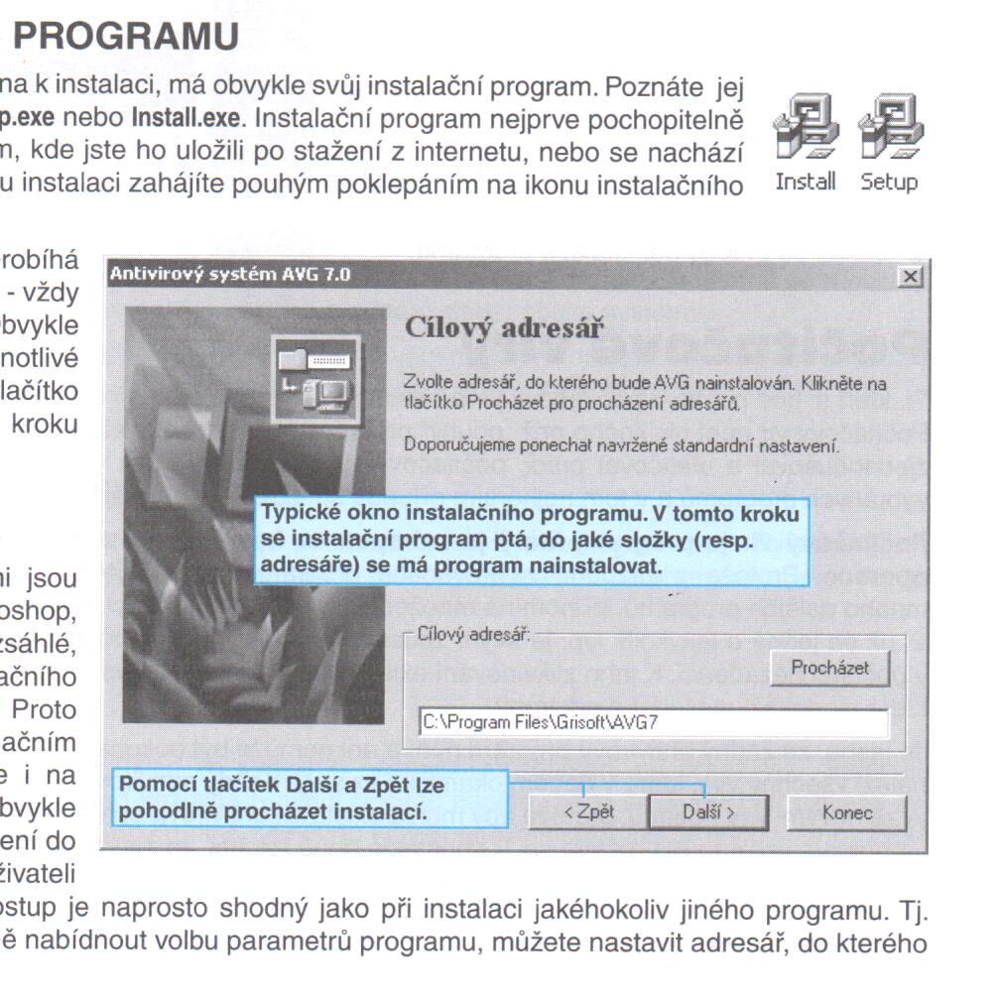 PROGRAMU
na k instalaci, má obvykle svůj instalační program. Poznáte jej
p.exe nebo Install.exe. Instalační program nejprve pochopitelně
m, kde jste ho uložili po stažení z internetu, nebo se nachází
u instalaci zahájíte pouhým poklepáním na ikonu instalačního
Install Setup
robíhá
- vždy
bvykle
notlivé
lačítko
kroku
Antivirový systém AVG 7.0
Cílový adresář
Zvolte adresář, do kterého bude AVG nainstalován. Klikněte na
tlačítko Procházet pro procházení adresářů.
Doporučujeme ponechat navržené standardní nastavení.
Typické okno instalačního programu. V tomto kroku
se instalační program ptá, do jaké složky (resp.
adresáře) se má program nainstalovat.
Cílový adresář:
Procházet
C:\Program Files\Grisoft\AVG7
Pomocí tlačítek Další a Zpět lze
pohodlně procházet instalací.
< Zpět Další > Konec
ni jsou
oshop,
zsáhlé,
ačního
Proto
ačním
e i na
bvykle
ení do
živateli
ostup je naprosto shodný jako při instalaci jakéhokoliv jiného programu. Tj.
ě nabídnout volbu parametrů programu, můžete nastavit adresář, do kterého